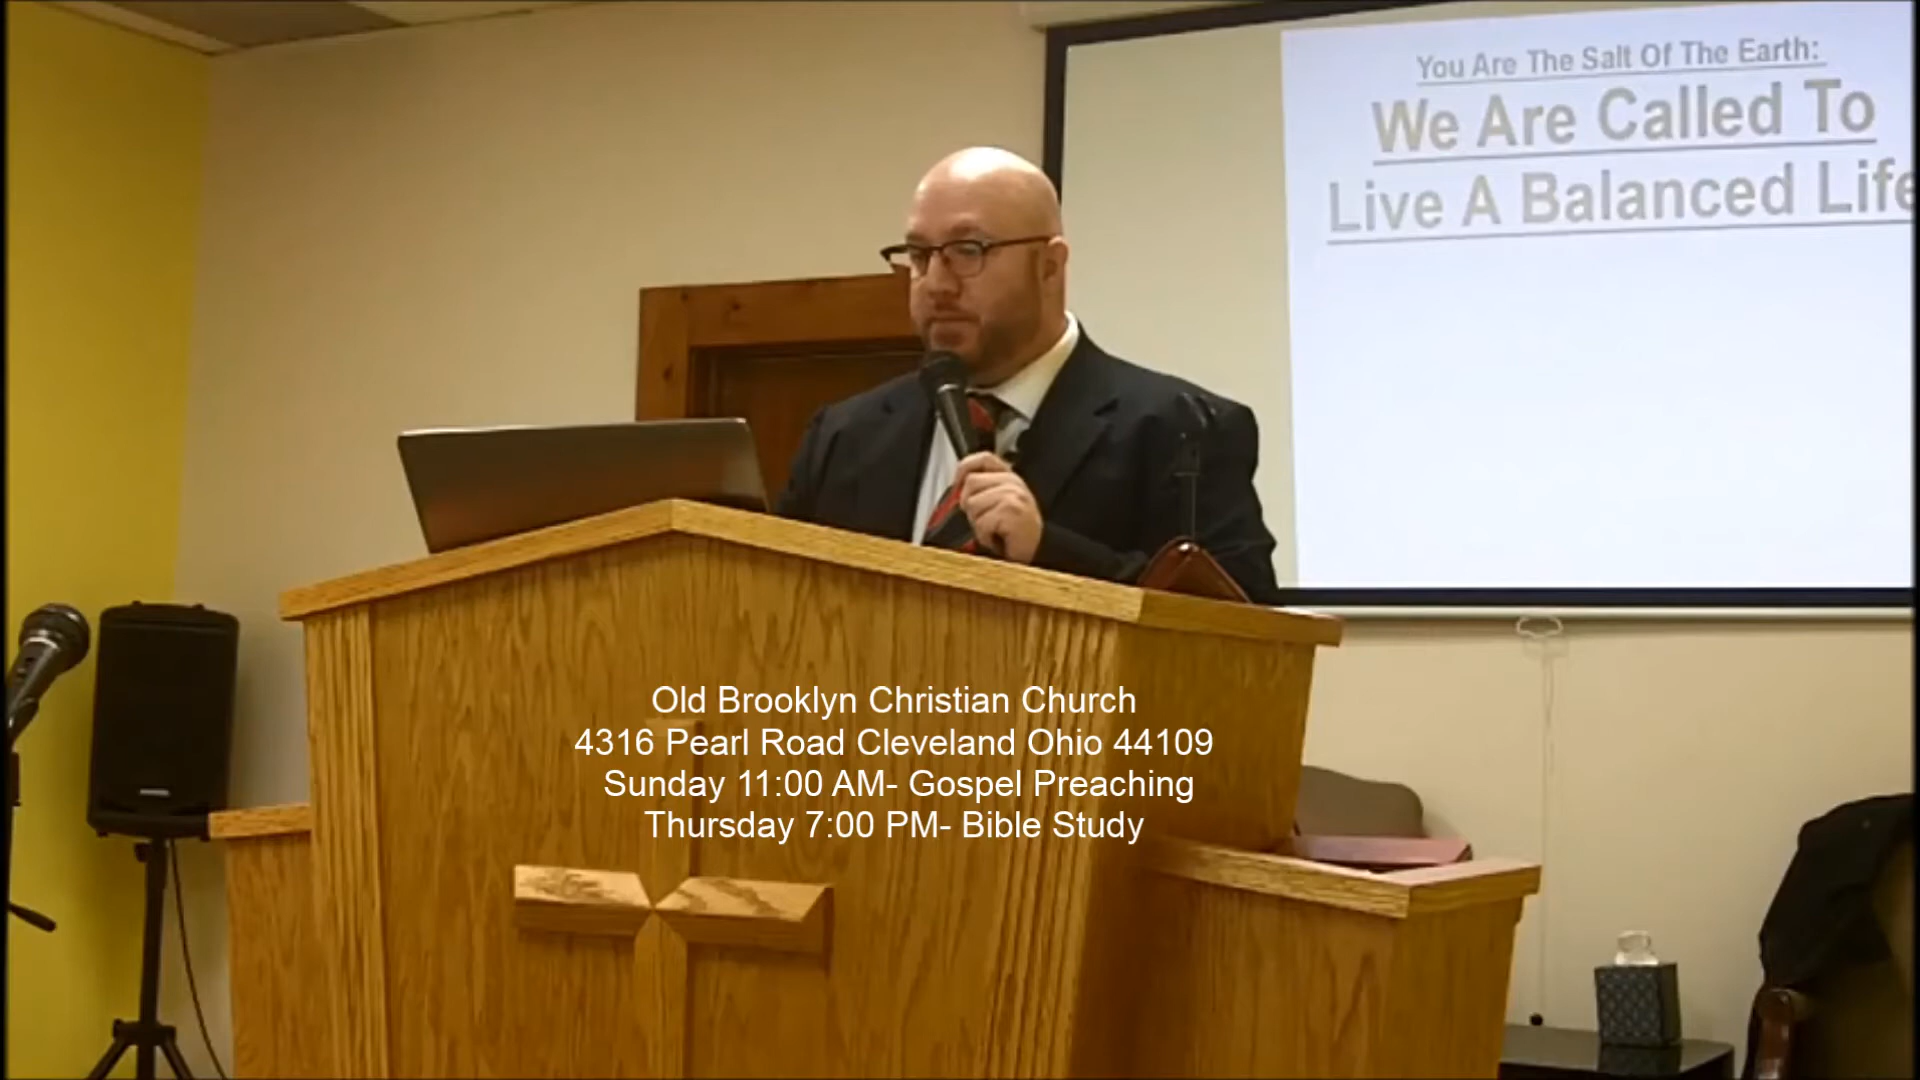 You Are The Salt Of The Earth:
We Are Called To
Live A Balanced Life
Old Brooklyn Christian Church
4316 Pearl Road Cleveland Ohio 44109
Sunday 11:00 AM- Gospel Preaching
Thursday 7:00 PM- Bible Study